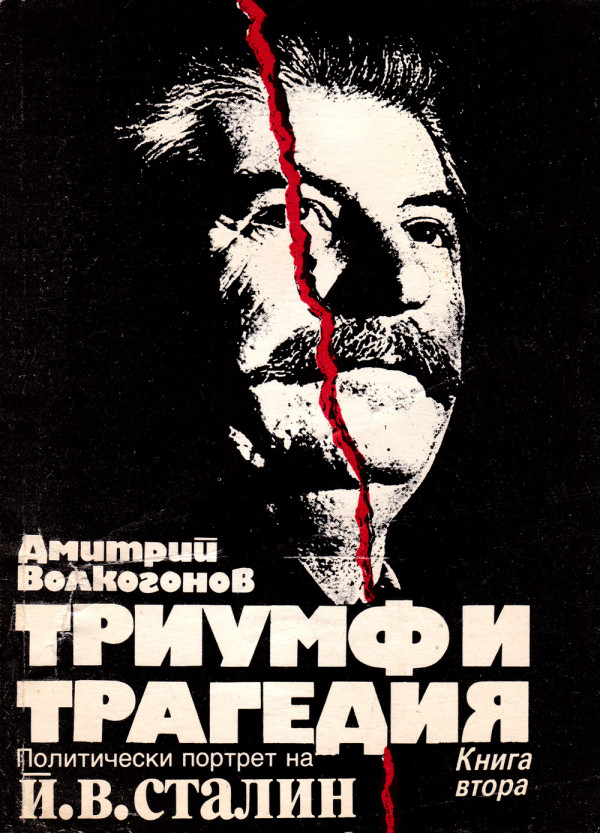 Дмитрий
Волкогонов
ТРИУМФ И
ТРАГЕДИЯ
Политически портрет на
Й.В.СТАЛИН
Книга
втора